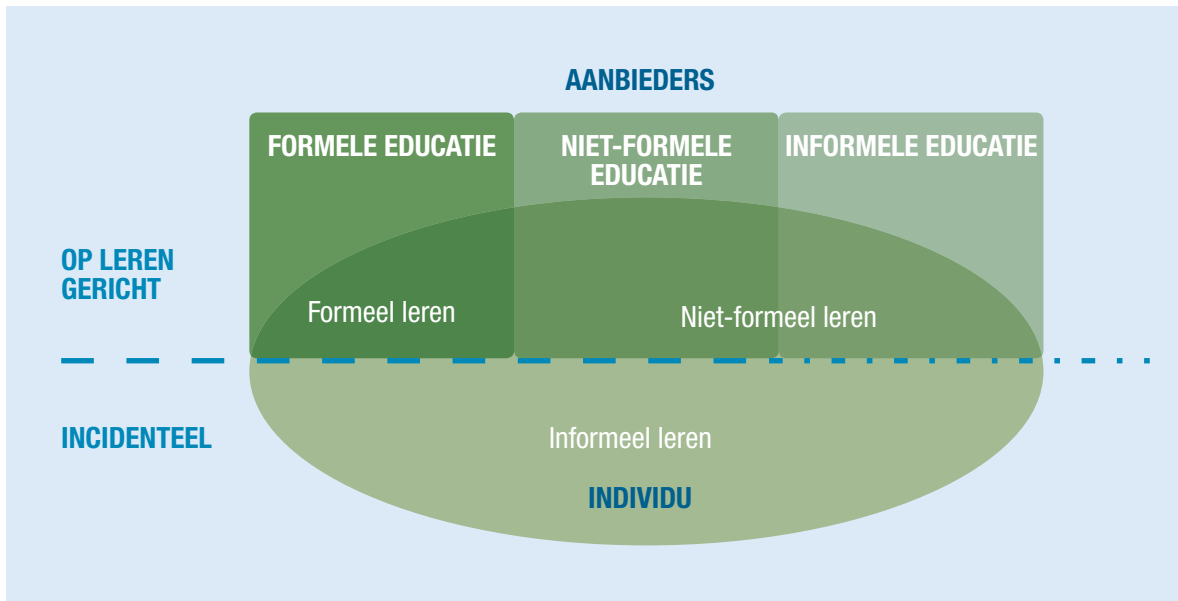 AANBIEDERS
FORMELE EDUCATIE
NIET-FORMELE
EDUCATIE
INFORMELE EDUCATIE
OP LEREN
GERICHT
Formeel leren
Niet-formeel leren
INCIDENTEEL
Informeel leren
INDIVIDU